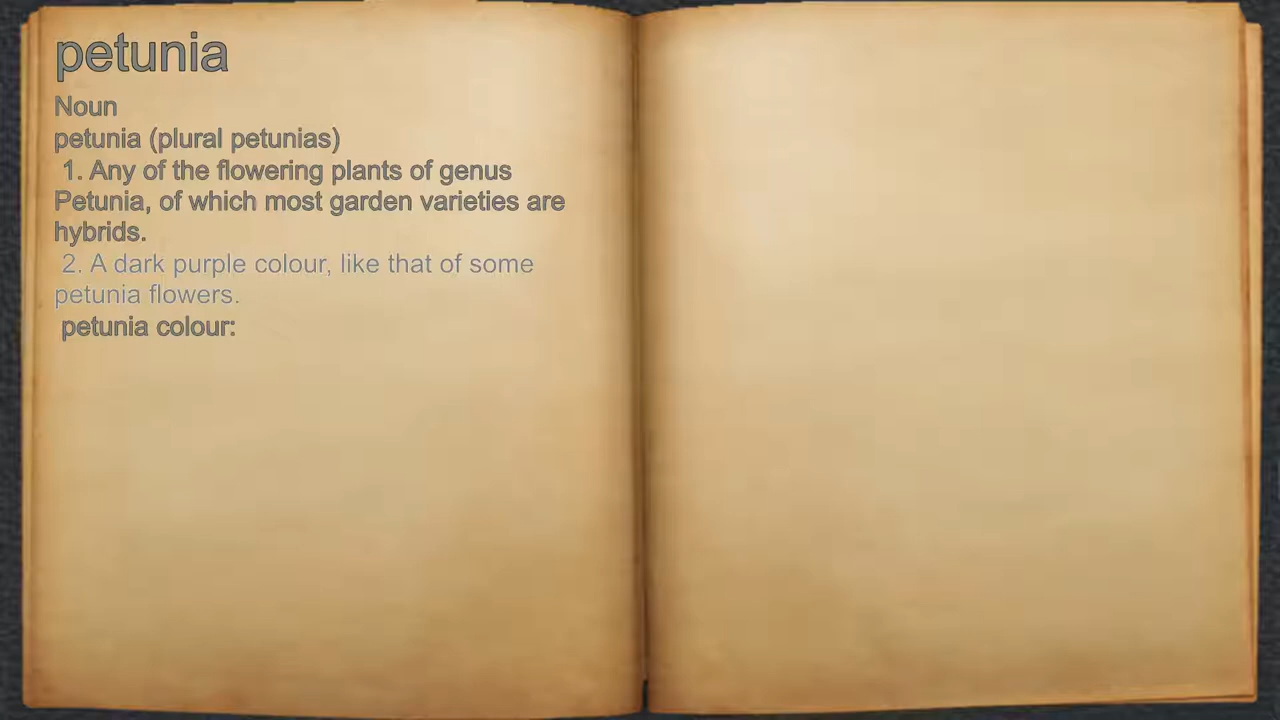 petunia
Noun
petunia (plural petunias)
1. Any of the flowering plants of genus
Petunia, of which most garden varieties are
hybrids.
2. A dark purple colour, like that of some
petunia flowers.
petunia colour: